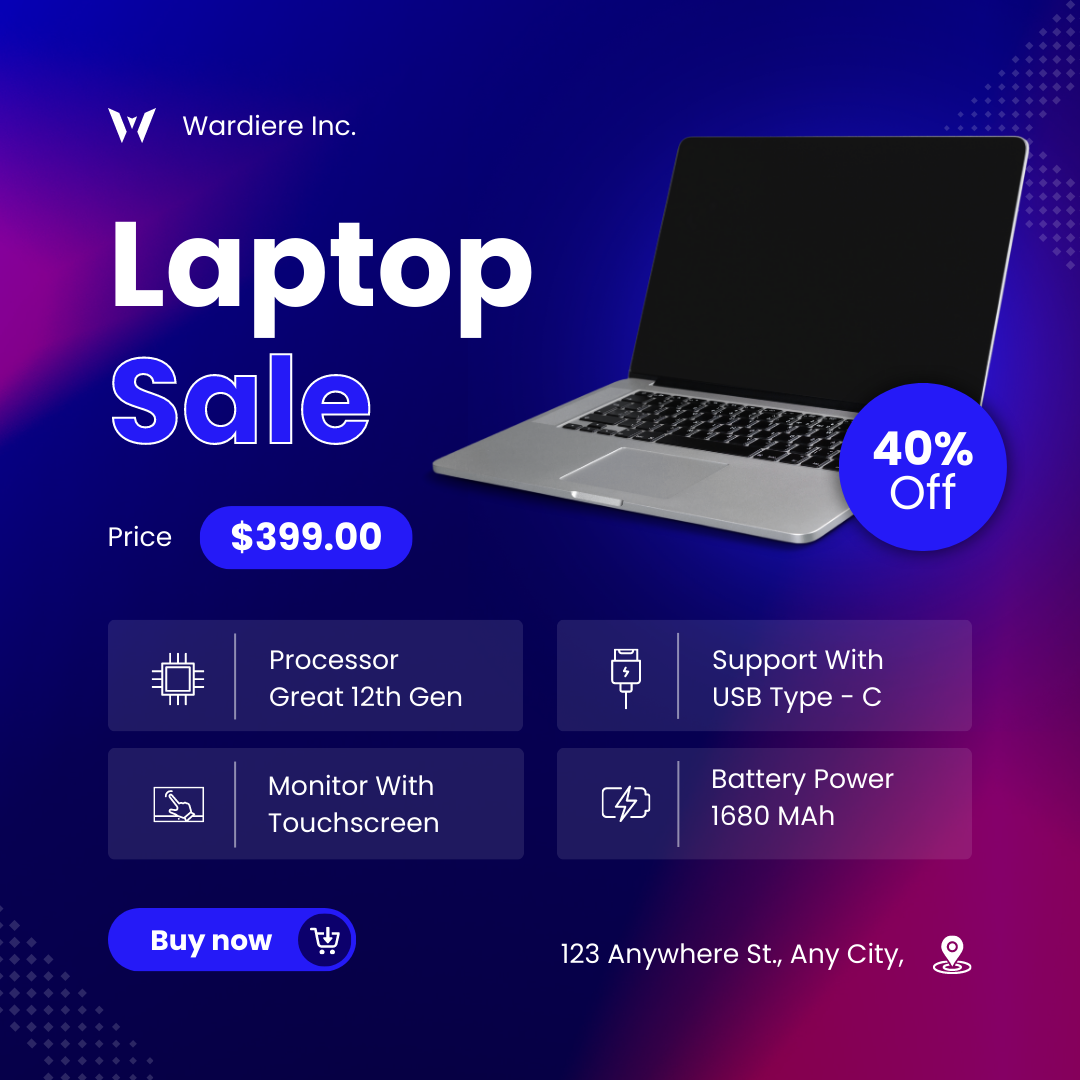 Wardiere Inc.
Laptop
Sale
40%
Off
Price
$399.00
Processor
Great 12th Gen
Support With
USB Type - C
Monitor With
Touchscreen
Battery Power
1680 MAh
Buy now
123 Anywhere St., Any City,